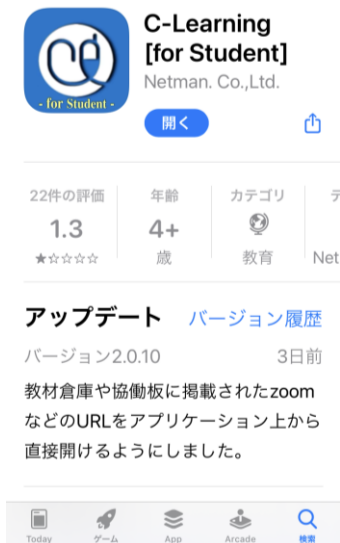 C-Learning
[for Student]
Netman. Co.,Ltd.
- for Student -
開く
22件の評価
年齢
カテゴリ
1.3
4+
★☆☆☆☆
歳
教育
Net
アップデート
バージョン履歴
バージョン2.0.10
3日前
教材倉庫や協働板に掲載されたzoom
などのURLをアプリケーション上から
直接開けるようにしました。
Today
ゲーム
App
Arcade
検索